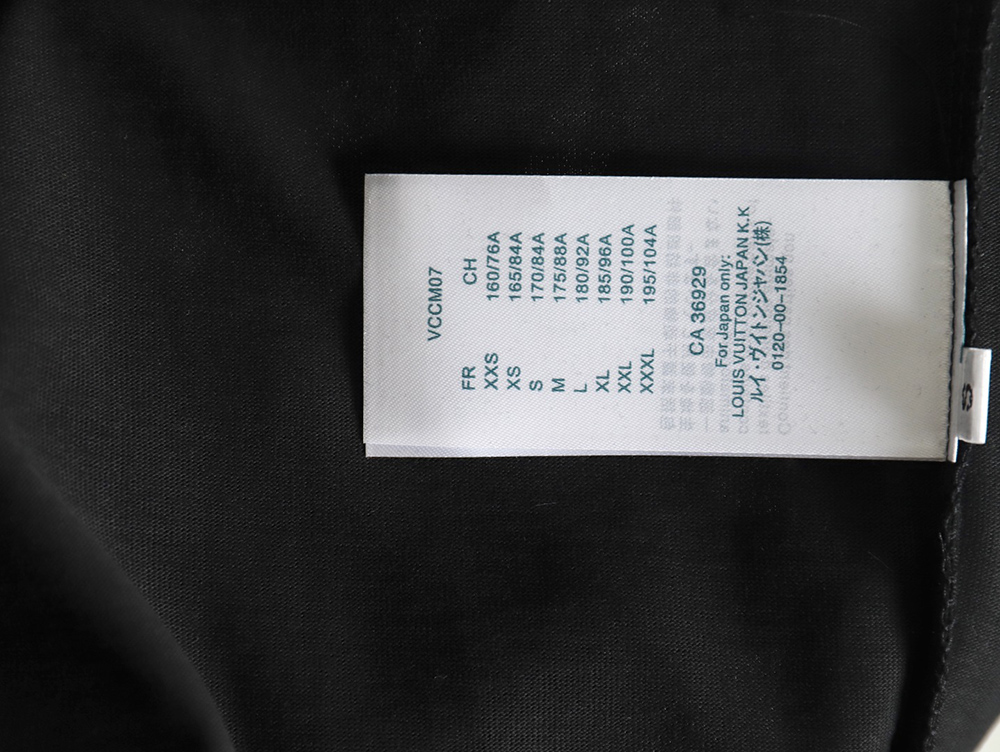 VCCM07
FR CH
XXS 160/76A
XS 165/84A
S 170/84A
M 175/88A
L 180/92A
XL 185/96A
XXL 190/100A
XXXL 195/104A
CA 36929
For Japan only:
LOUIS VUITTON JAPAN K.K
ルイ・ヴィトンジャパン(株)
0120-00-1854
S